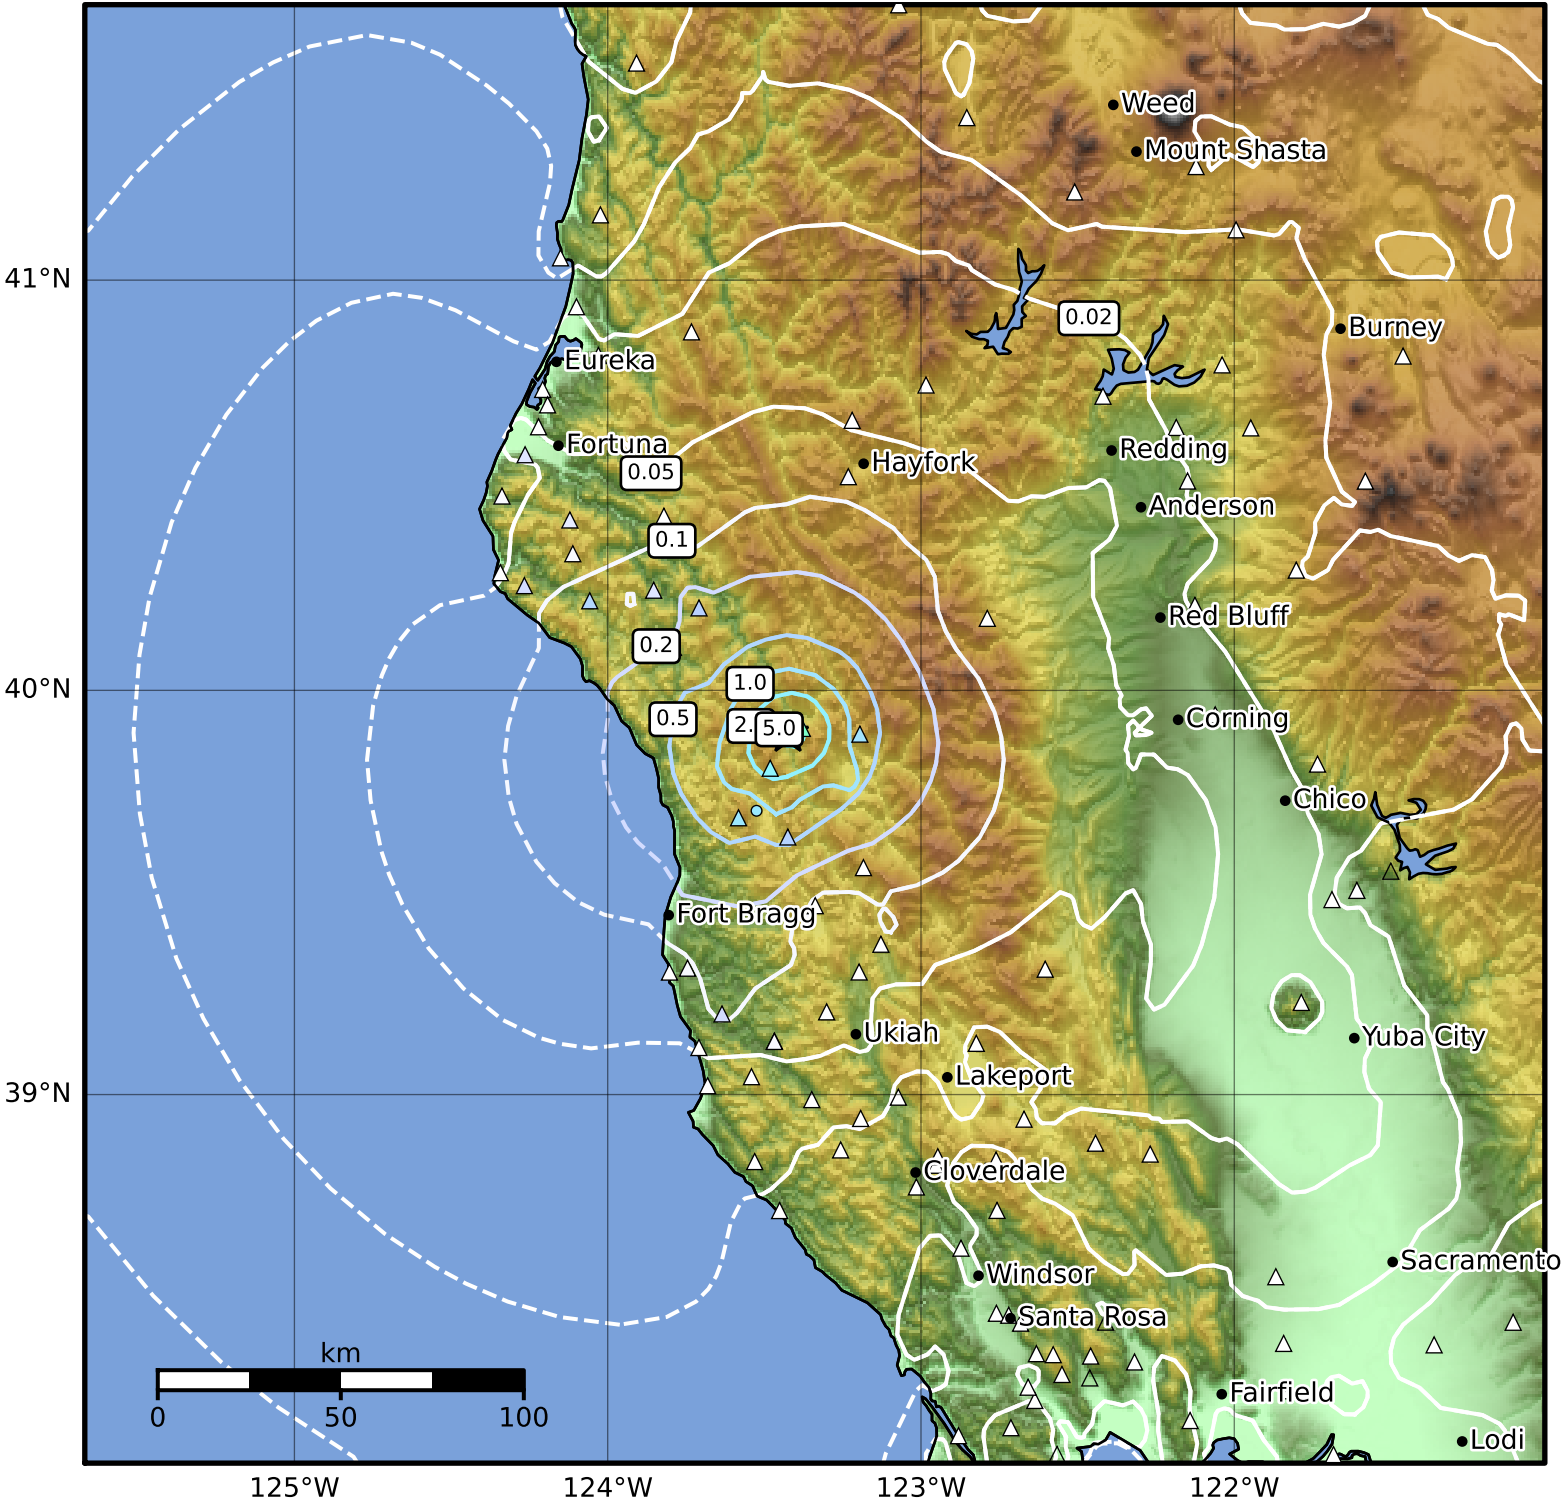 Weed
Mount Shasta
41°N
0.02
Burney
Eureka
Fortuna
0.05
Hayfork
Redding
Anderson
0.1
Red Bluff
0.2
40°N
1.0
0.5
2.
5.0
Corning
Chico
Fort Bragg
Ukiah
Yuba City
Lakeport
39°N
Cloverdale
Sacramento
Windsor
Santa Rosa
km
0 50 100
Fairfield
Lodi
125°W 124°W 123°W 122°W